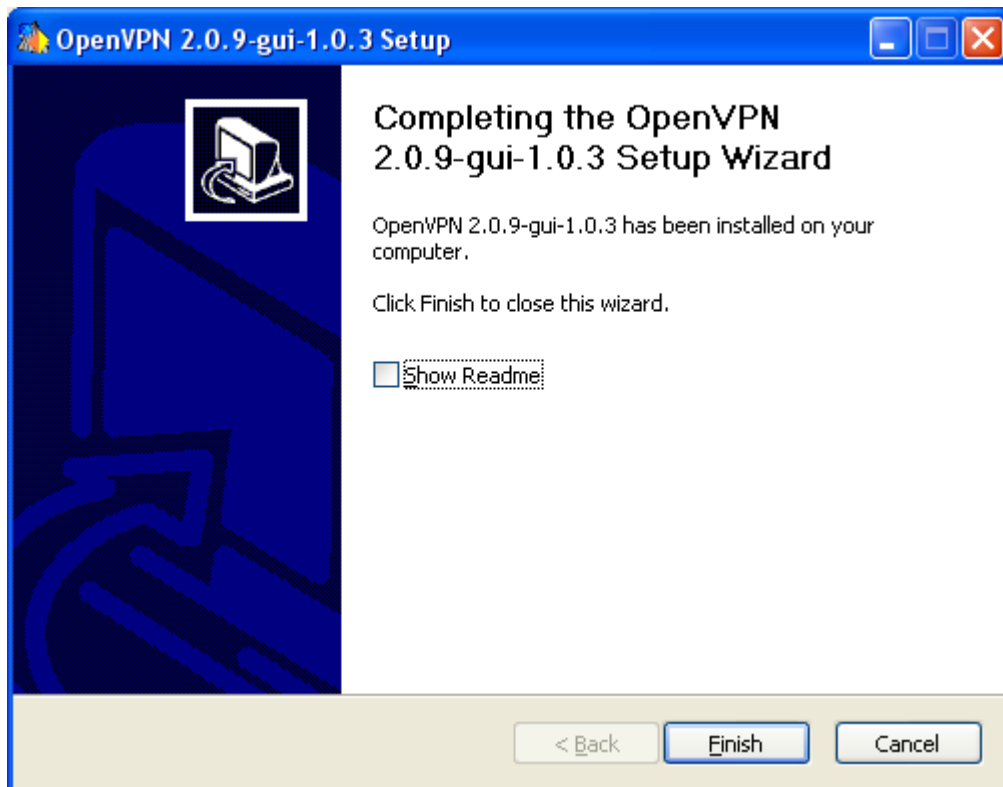 OpenVPN 2.0.9-gui-1.0.3 Setup
Completing the OpenVPN
2.0.9-gui-1.0.3 Setup Wizard
OpenVPN 2.0.9-gui-1.0.3 has been installed on your
computer.
Click Finish to close this wizard.
Show Readme
< Back
Finish
Cancel